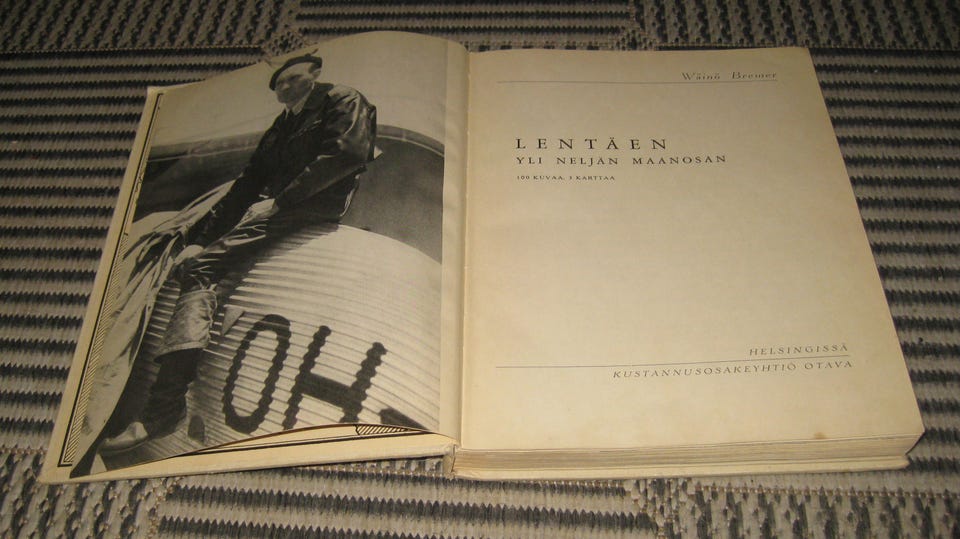 OH-
Wäinö Bremer
LENTÄEN
YLI NELJÄN MAANOSAN
100 KUVAA, 3 KARTTAA
HELSINGISSÄ
KUSTANNUSOSAKEYHTIÖ OTAVA